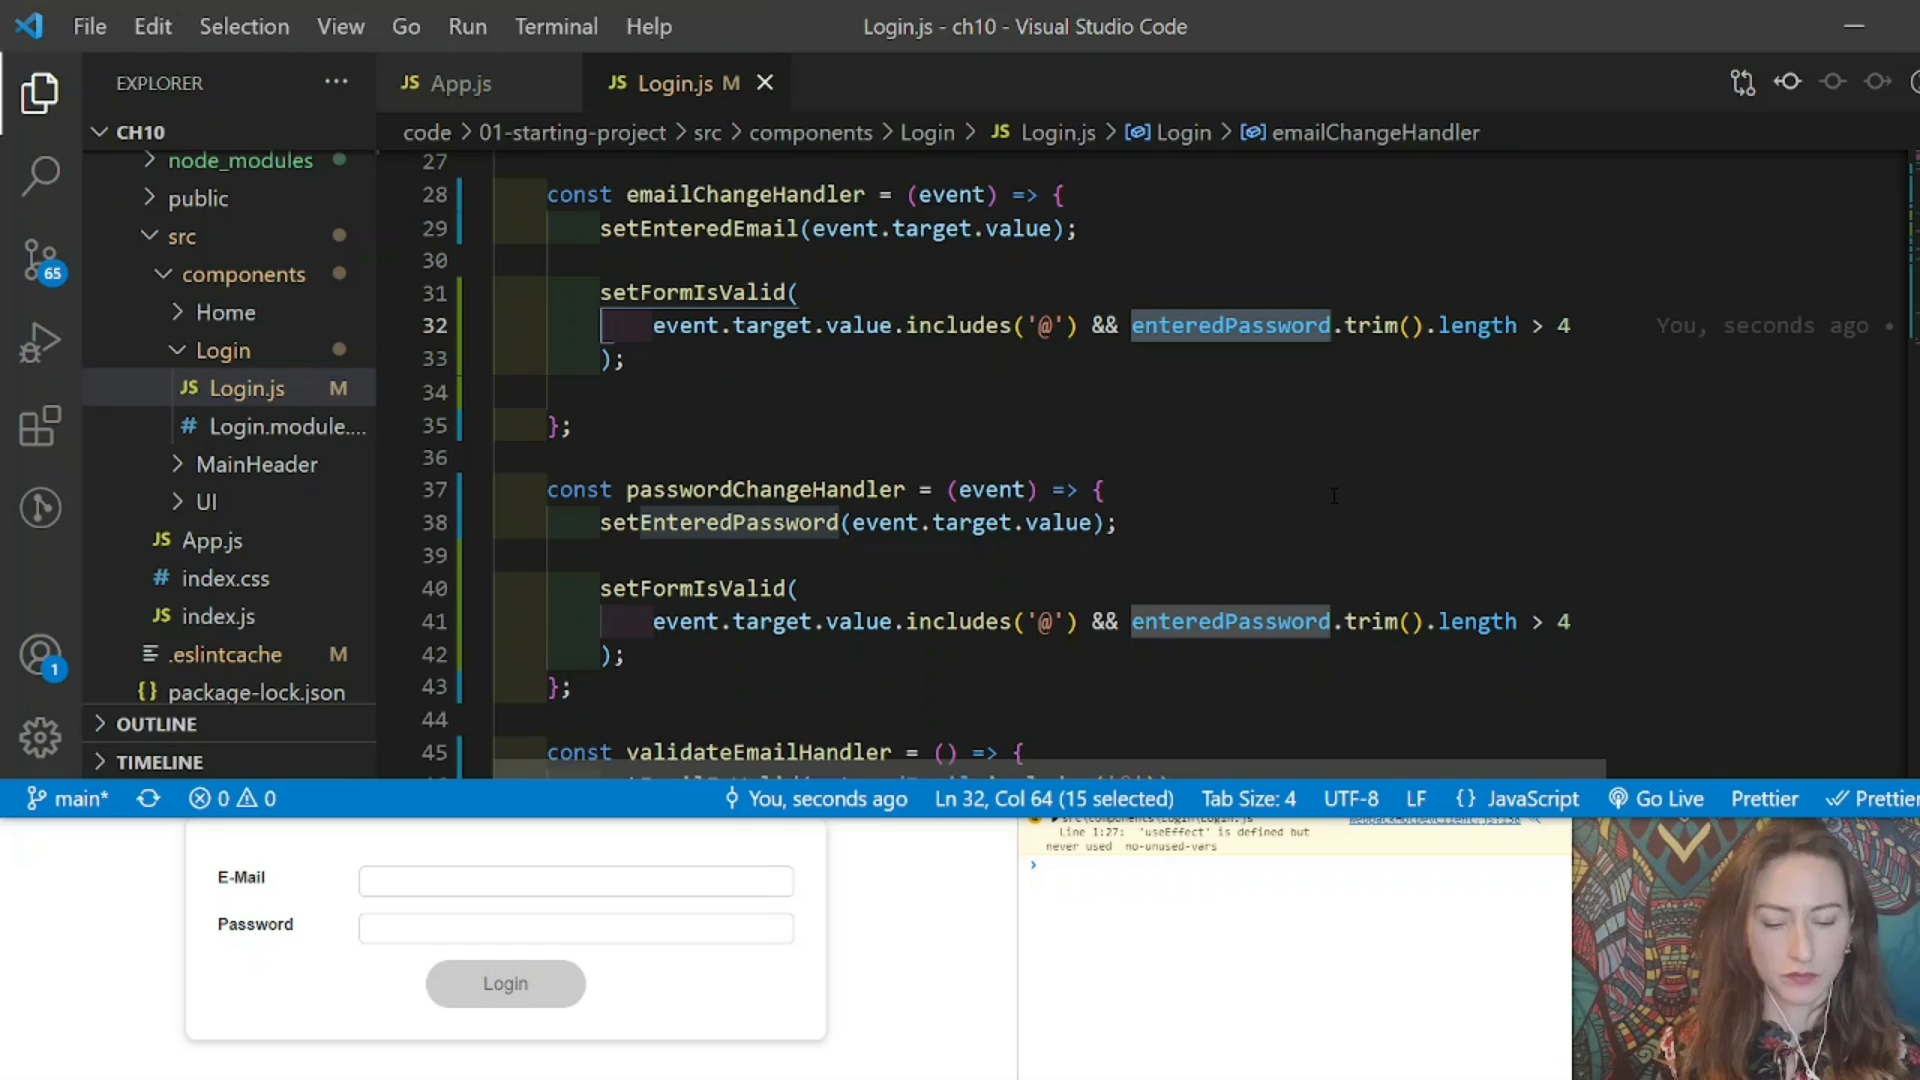 File Edit Selection View Go Run Terminal Help
Login.js - ch10 - Visual Studio Code
EXPLORER ···
JS App.js
JS Login.js M
CH10
code > 01-starting-project > src > components > Login > JS Login.js > Login > emailChangeHandler
node_modules
public
src
components
Home
Login
JS Login.js M
# Login.module....
MainHeader
UI
JS App.js
# index.css
JS index.js
.eslintcache M
{} package-lock.json
OUTLINE
TIMELINE
65
1
27
28 const emailChangeHandler = (event) => {
29 setEnteredEmail(event.target.value);
30
31 setFormIsValid(
32 event.target.value.includes('@') && enteredPassword.trim().length > 4 You, seconds ago •
33 );
34
35 };
36
37 const passwordChangeHandler = (event) => {
38 setEnteredPassword(event.target.value);
39
40 setFormIsValid(
41 event.target.value.includes('@') && enteredPassword.trim().length > 4
42 );
43 };
44
45 const validateEmailHandler = () => {
main* 0 0 You, seconds ago Ln 32, Col 64 (15 selected) Tab Size: 4 UTF-8 LF {} JavaScript Go Live Prettier Prettier
E-Mail
Password
Login
Line 1:27: 'useEffect' is defined but
never used no-unused-vars